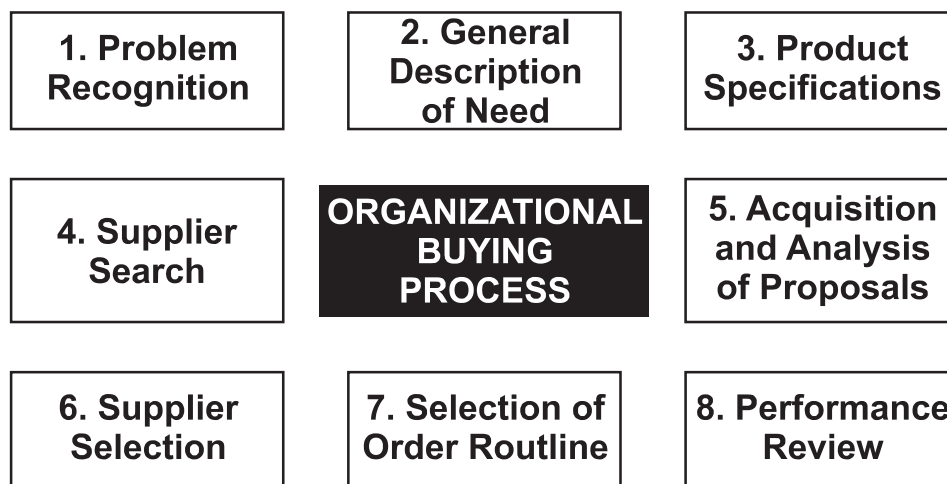 1. Problem
Recognition
2. General
Description
of Need
3. Product
Specifications
4. Supplier
Search
ORGANIZATIONAL
BUYING
PROCESS
5. Acquisition
and Analysis
of Proposals
6. Supplier
Selection
7. Selection of
Order Routline
8. Performance
Review